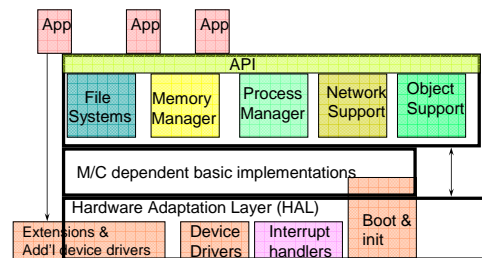 App App App
API
File Systems
Memory Manager
Process Manager
Network Support
Object Support
M/C dependent basic implementations
Hardware Adaptation Layer (HAL)
Extensions &
Add'l device drivers
Device
Drivers
Interrupt
handlers
Boot &
init